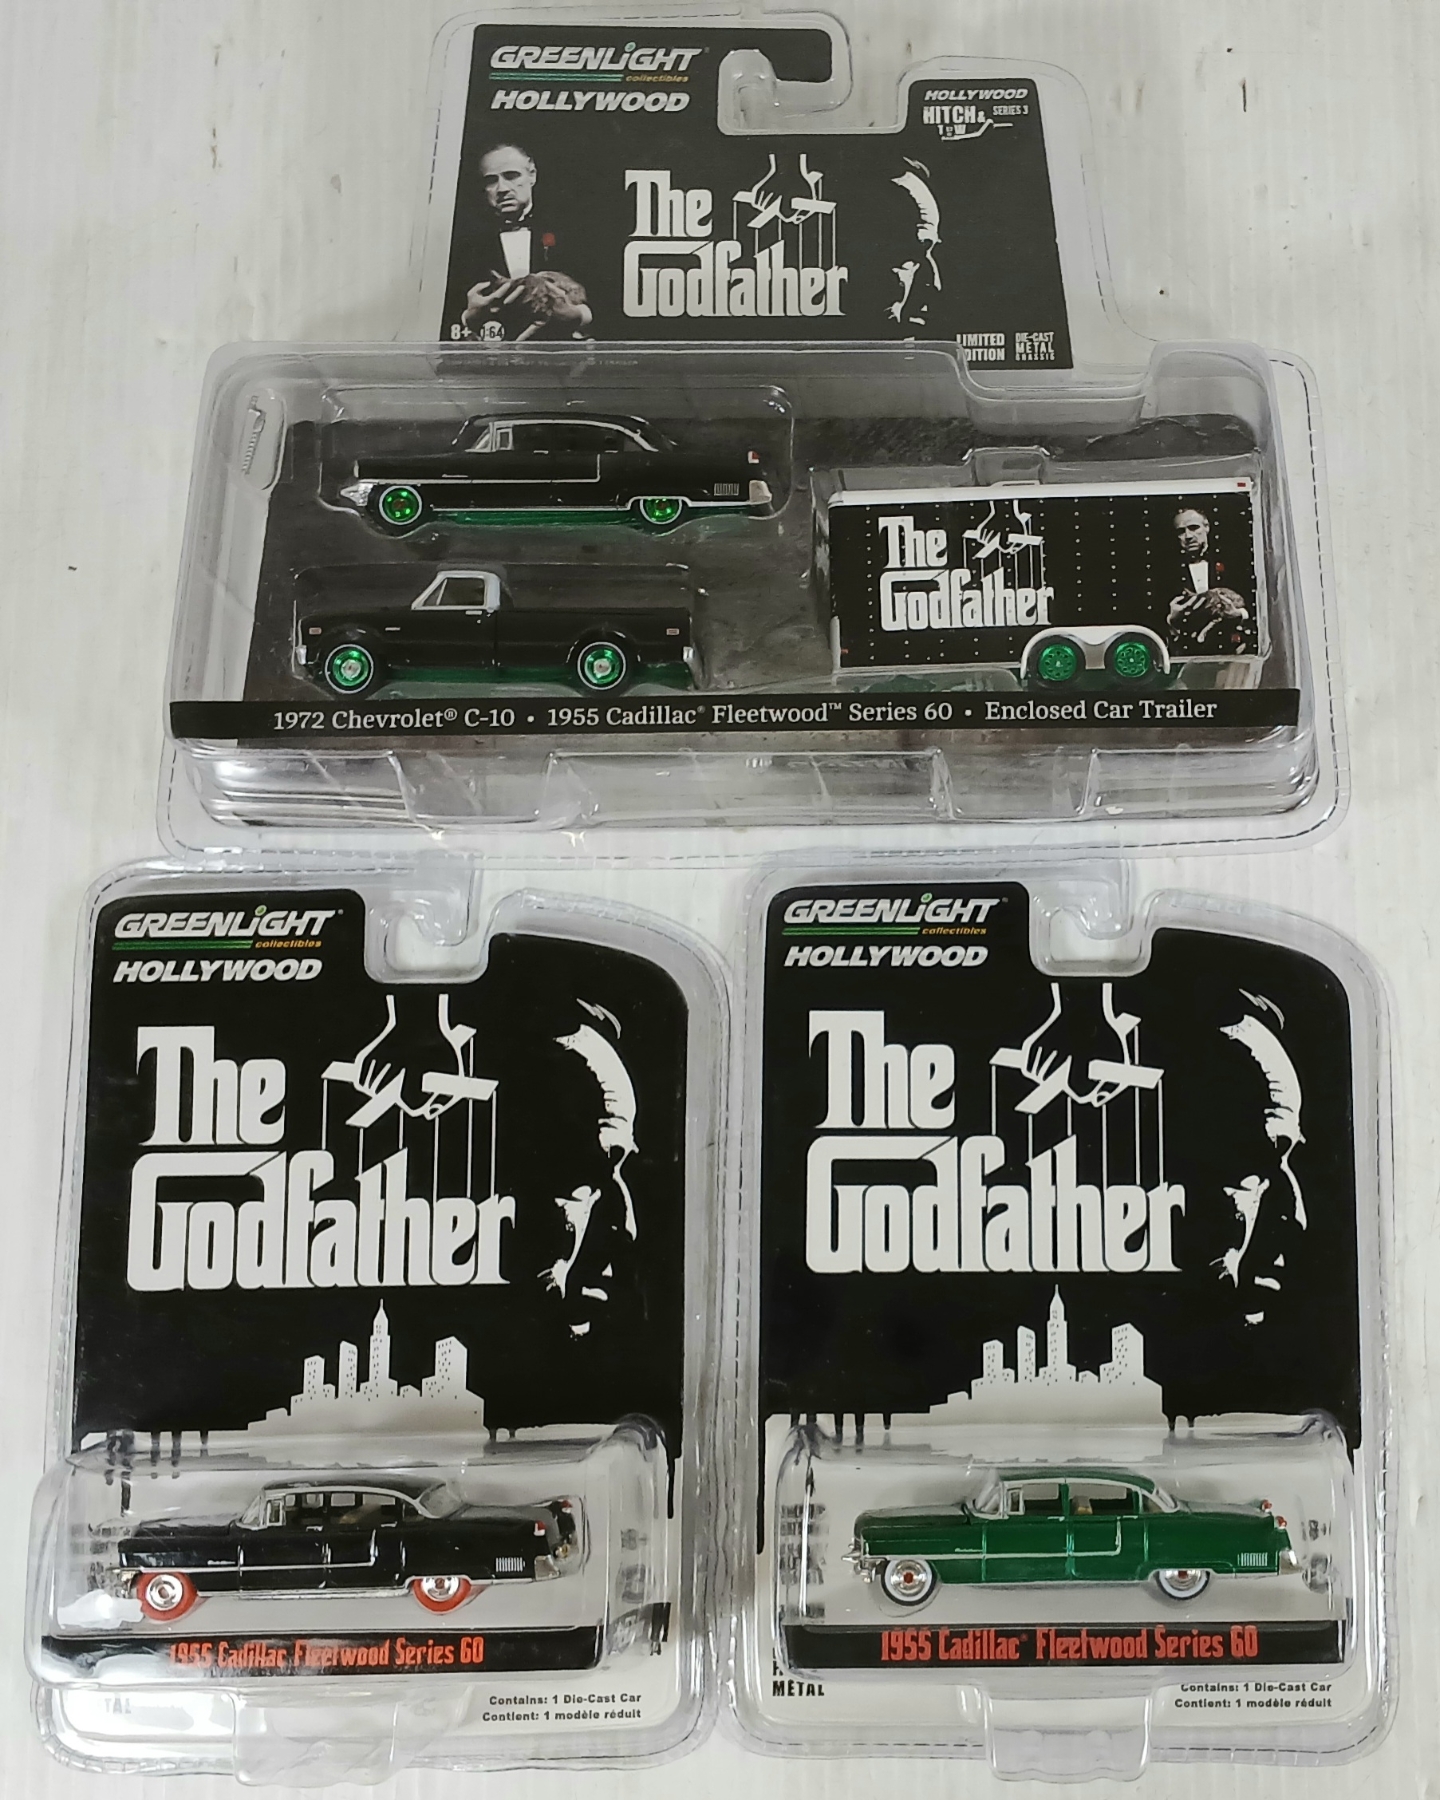 GREENLiGHT
collectibles
HOLLYWOOD
HOLLYWOOD
HITCH & SERIES 3
The
Godfather
8+ 1:64
LIMITED
EDITION
DIE-CAST
METAL
CHASSIS
The
Godfather
1972 Chevrolet® C-10 • 1955 Cadillac® Fleetwood™ Series 60 • Enclosed Car Trailer
GREENLiGHT®
collectibles
HOLLYWOOD
The
Godfather
1955 Cadillac Fleetwood Series 60
Contains: 1 Die-Cast Car
Contient: 1 modèle réduit
GREENLiGHT®
collectibles
HOLLYWOOD
The
Godfather
1955 Cadillac® Fleetwood Series 60
METAL
Contains: 1 Die-Cast Car
Contient: 1 modèle réduit